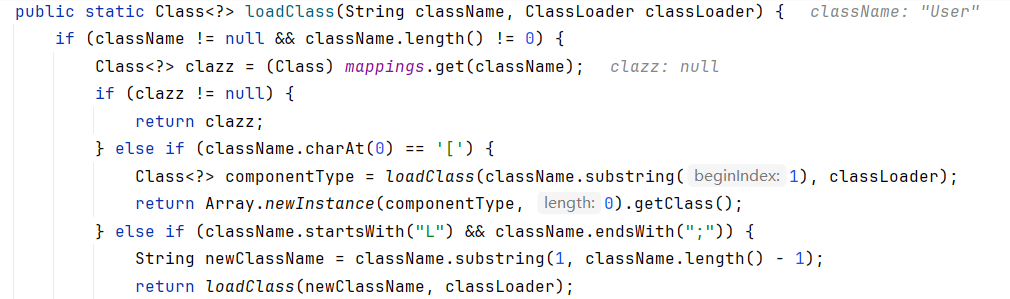 public static Class<?> loadClass(String className, ClassLoader classLoader) {   className: "User"
    if (className != null && className.length() != 0) {
        Class<?> clazz = (Class) mappings.get(className);   clazz: null
        if (clazz != null) {
            return clazz;
        } else if (className.charAt(0) == '[') {
            Class<?> componentType = loadClass(className.substring( beginIndex: 1), classLoader);
            return Array.newInstance(componentType,  length: 0).getClass();
        } else if (className.startsWith("L") && className.endsWith(";")) {
            String newClassName = className.substring(1, className.length() - 1);
            return loadClass(newClassName, classLoader);